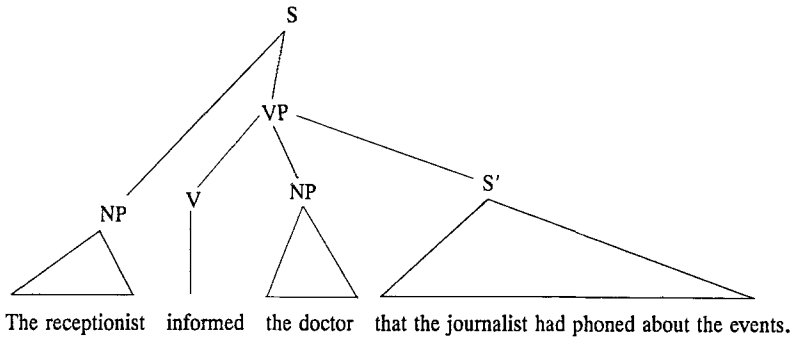 S
VP
NP V NP S′
The receptionist informed the doctor that the journalist had phoned about the events.